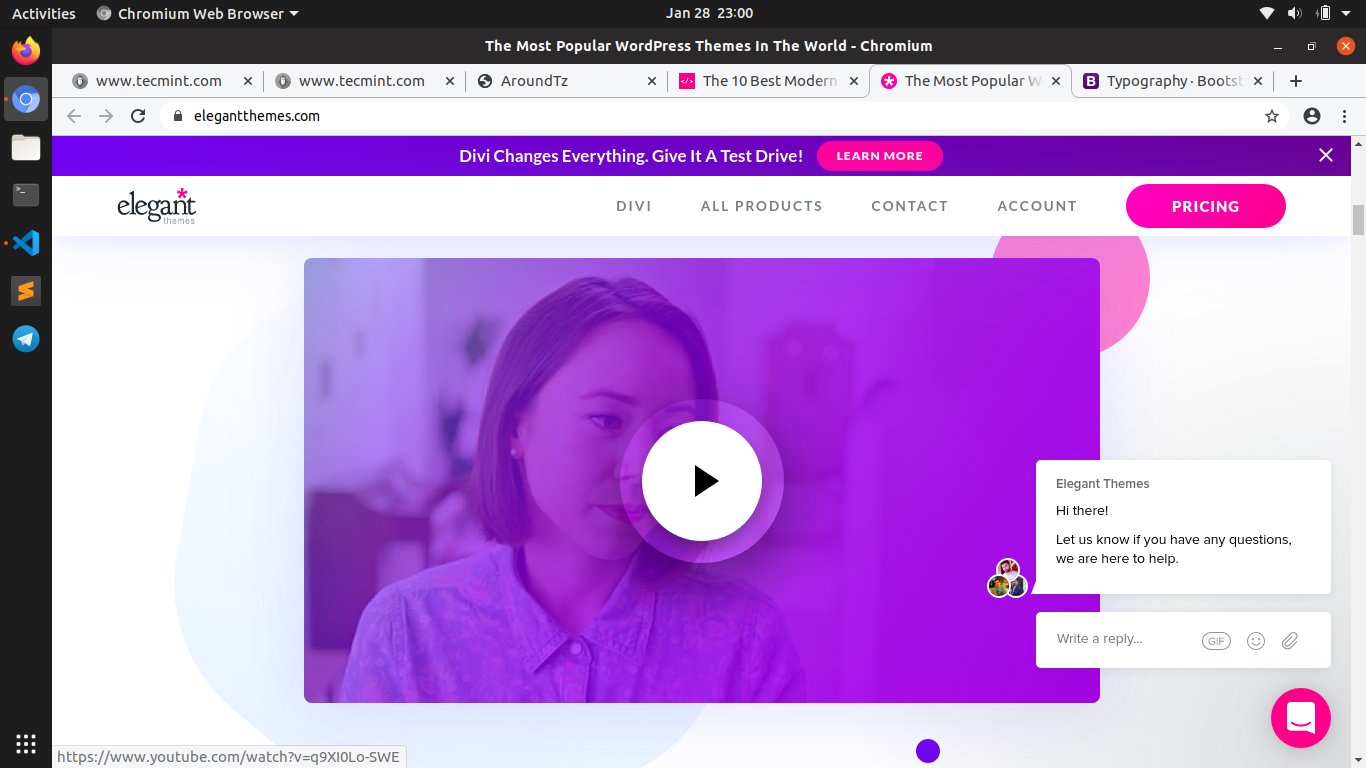 Activities Chromium Web Browser Jan 28 23:00
The Most Popular WordPress Themes In The World - Chromium
www.tecmint.com www.tecmint.com AroundTz The 10 Best Modern The Most Popular W Typography · Bootst
elegantthemes.com
Divi Changes Everything. Give It A Test Drive! LEARN MORE
elegant themes DIVI ALL PRODUCTS CONTACT ACCOUNT PRICING
Elegant Themes
Hi there!
Let us know if you have any questions,
we are here to help.
Write a reply... GIF
https://www.youtube.com/watch?v=q9XI0Lo-SWE